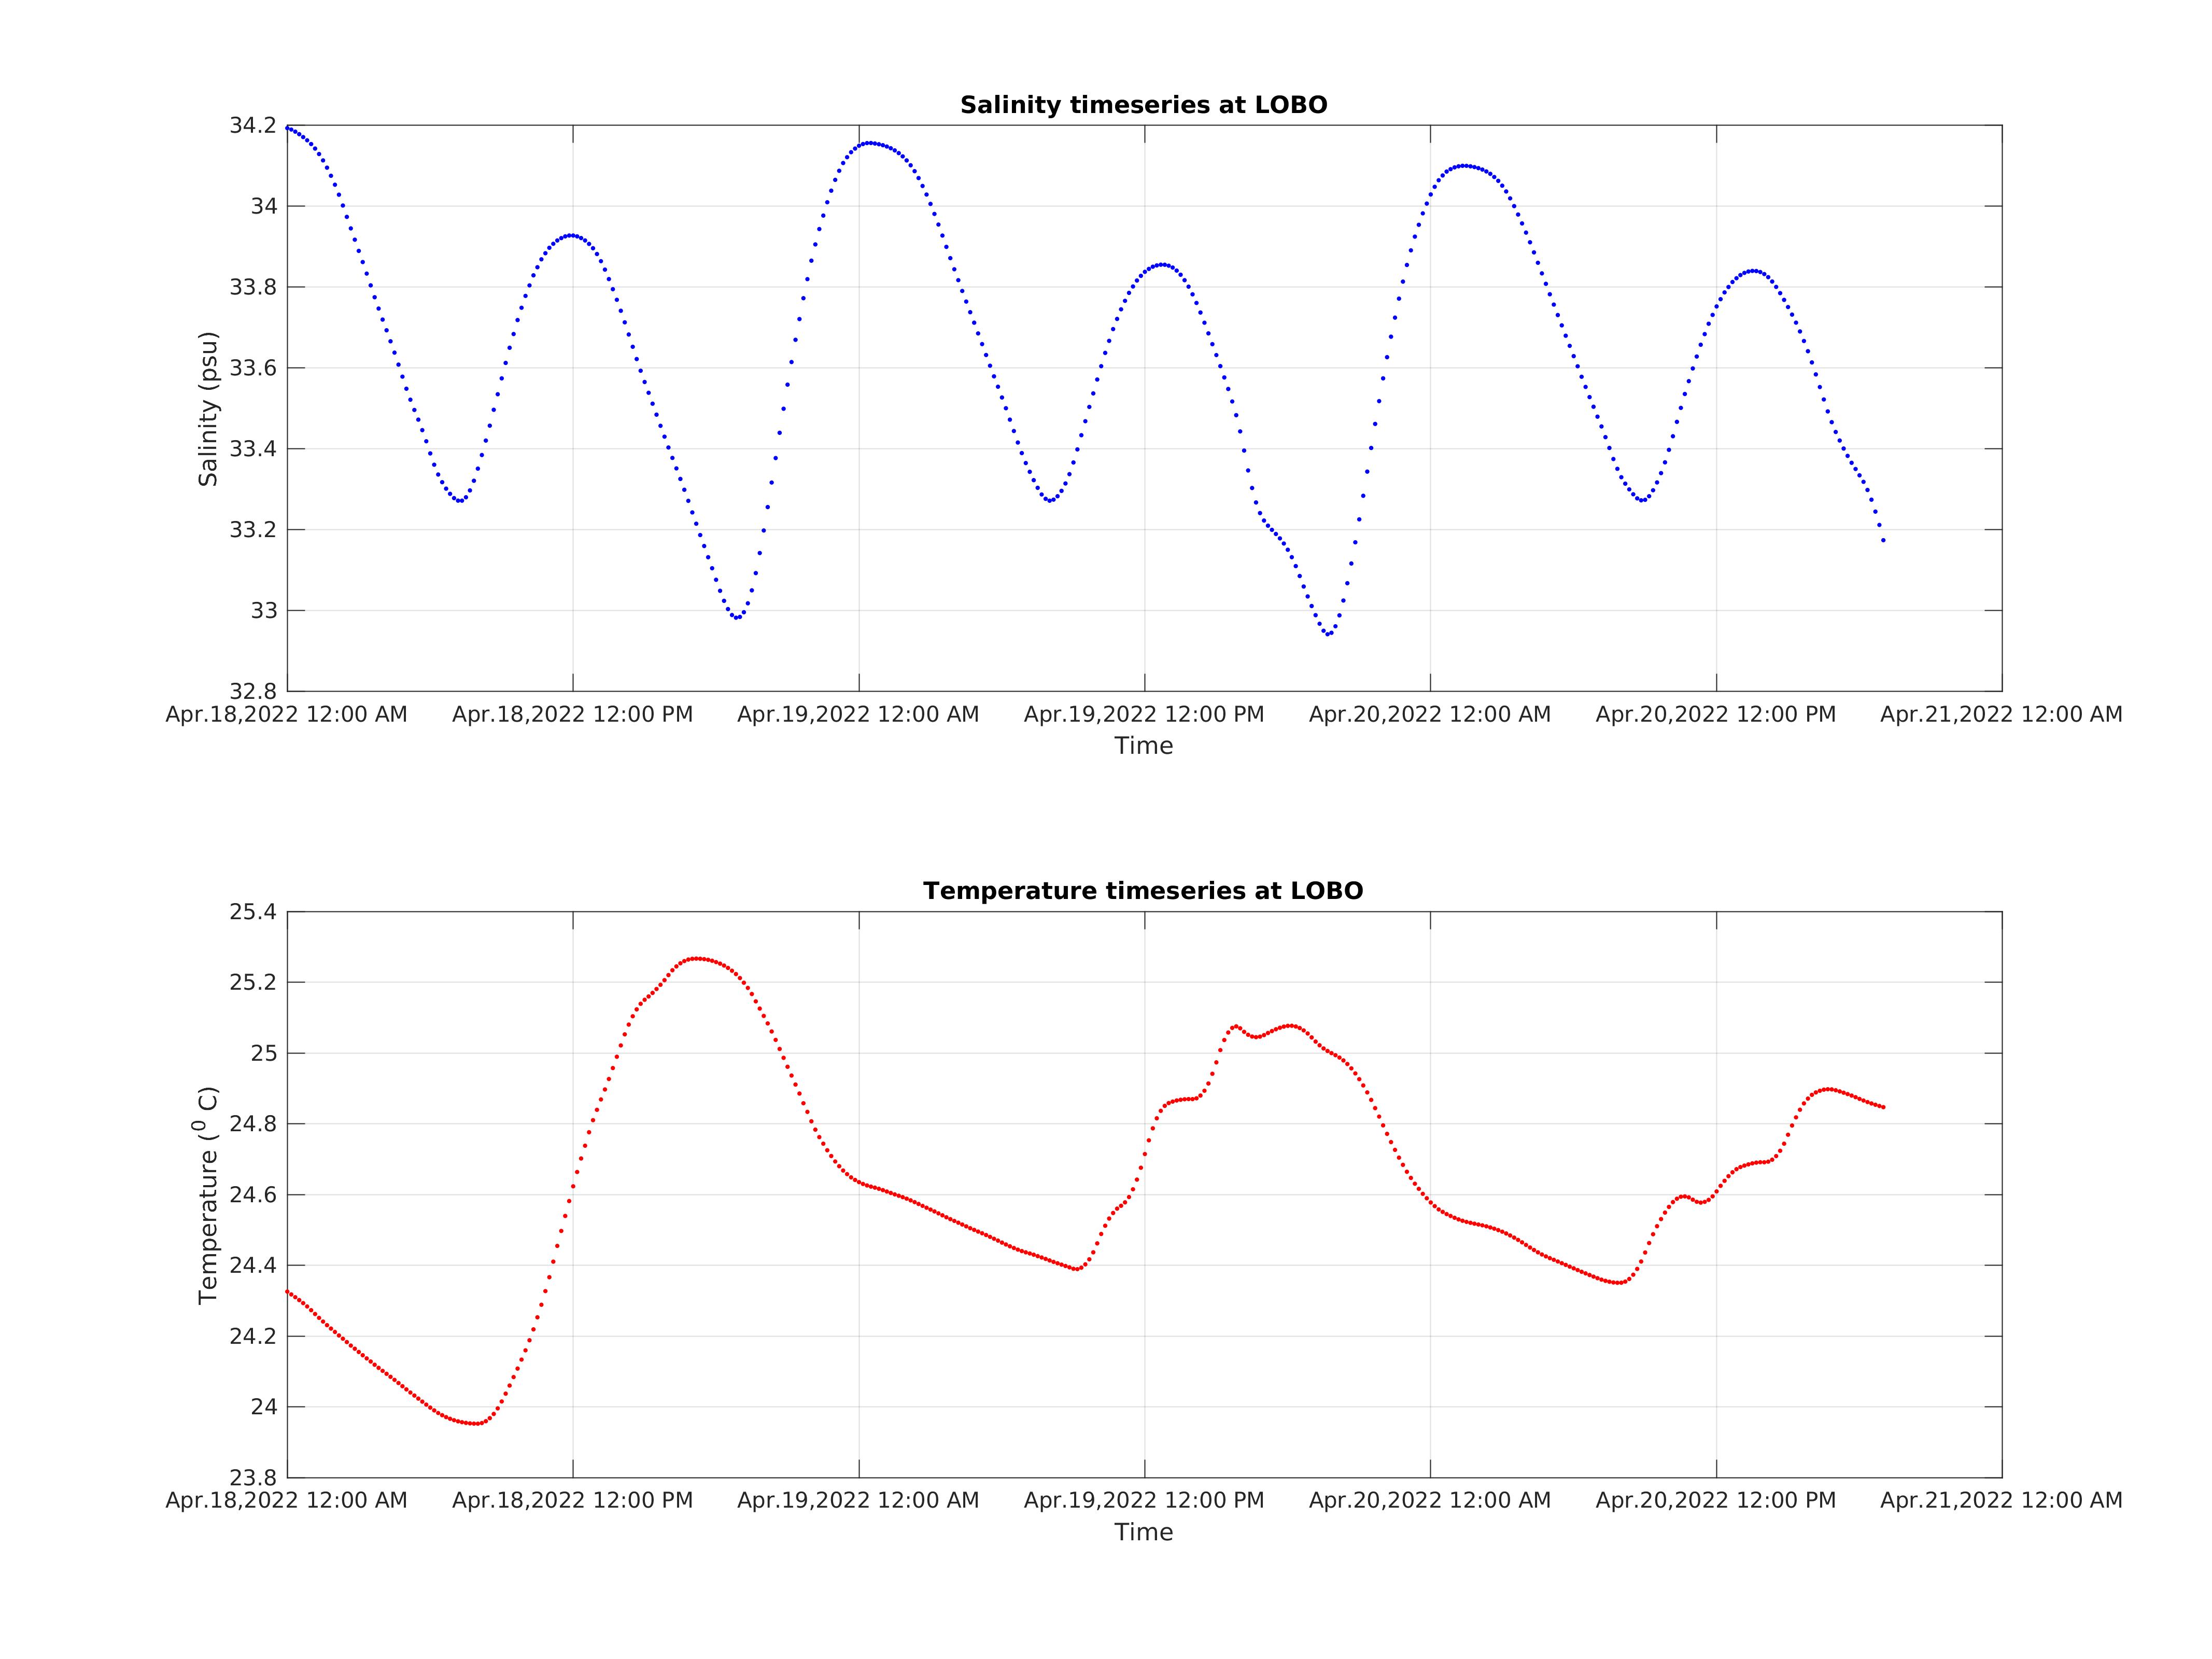 Salinity timeseries at LOBO
34.2
34
33.8
33.6
33.4
33.2
33
32.8
Salinity (psu)
Apr.18,2022 12:00 AM Apr.18,2022 12:00 PM Apr.19,2022 12:00 AM Apr.19,2022 12:00 PM Apr.20,2022 12:00 AM Apr.20,2022 12:00 PM Apr.21,2022 12:00 AM
Time
Temperature timeseries at LOBO
25.4
25.2
25
24.8
24.6
24.4
24.2
24
23.8
Temperature (⁰ C)
Apr.18,2022 12:00 AM Apr.18,2022 12:00 PM Apr.19,2022 12:00 AM Apr.19,2022 12:00 PM Apr.20,2022 12:00 AM Apr.20,2022 12:00 PM Apr.21,2022 12:00 AM
Time